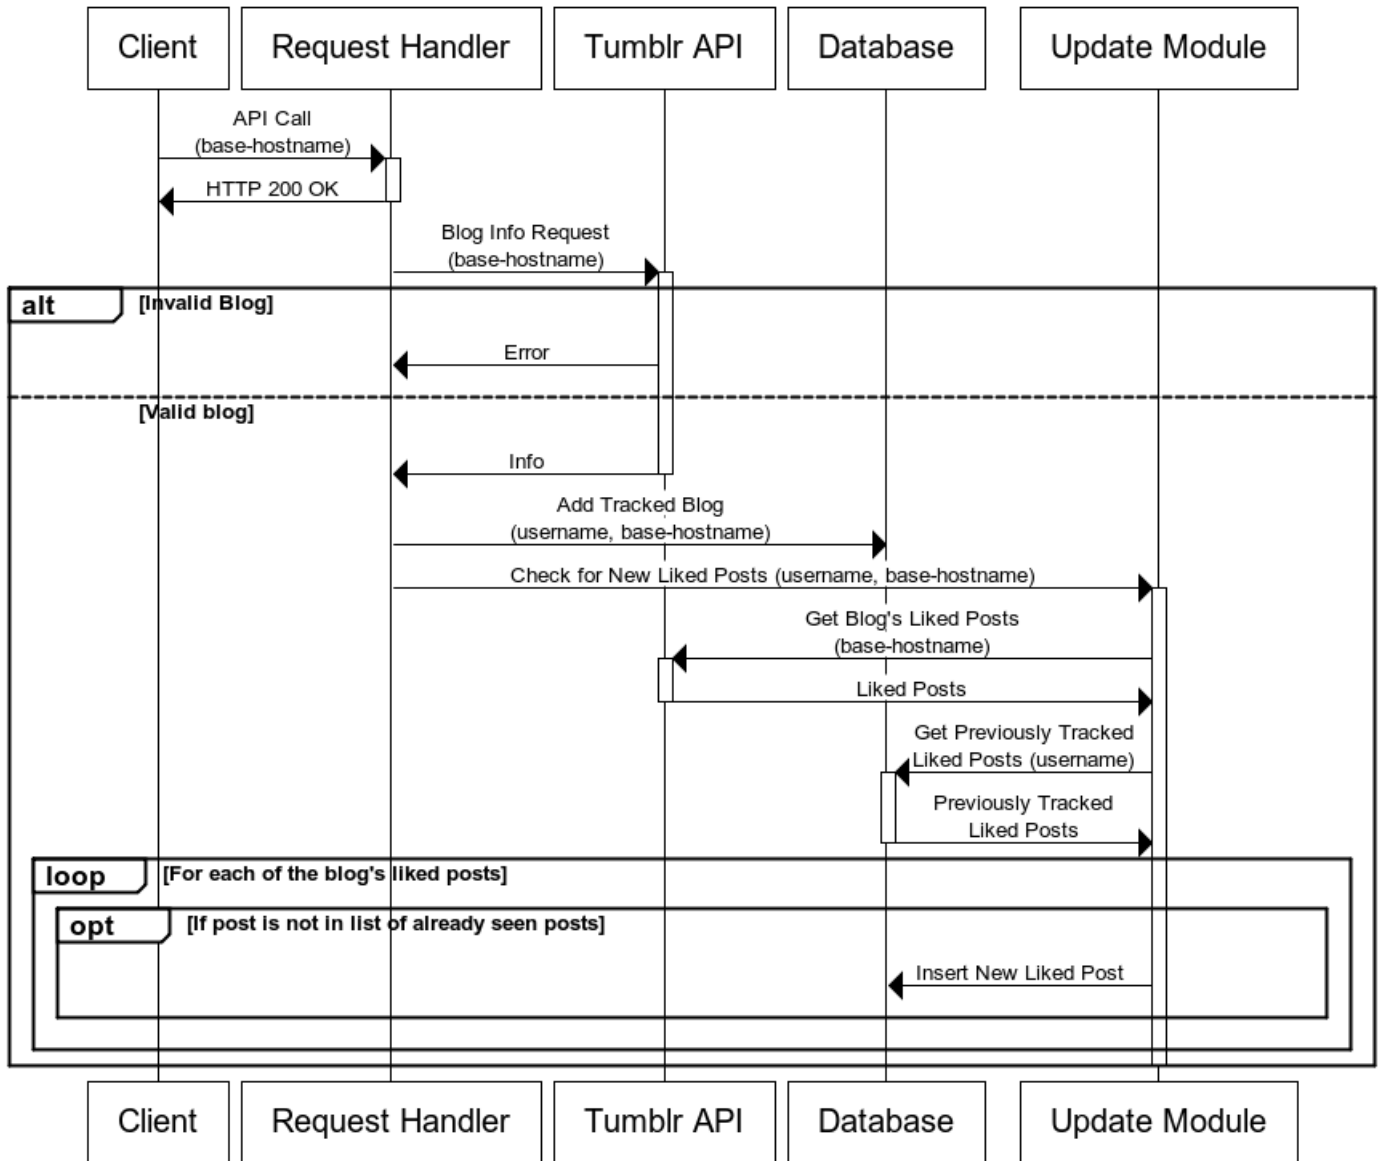 Client
Request Handler
Tumblr API
Database
Update Module
API Call
(base-hostname)
HTTP 200 OK
Blog Info Request
(base-hostname)
alt
[Invalid Blog]
Error
[Valid blog]
Info
Add Tracked Blog
(username, base-hostname)
Check for New Liked Posts (username, base-hostname)
Get Blog's Liked Posts
(base-hostname)
Liked Posts
Get Previously Tracked
Liked Posts (username)
Previously Tracked
Liked Posts
loop
[For each of the blog's liked posts]
opt
[If post is not in list of already seen posts]
Insert New Liked Post
Client
Request Handler
Tumblr API
Database
Update Module